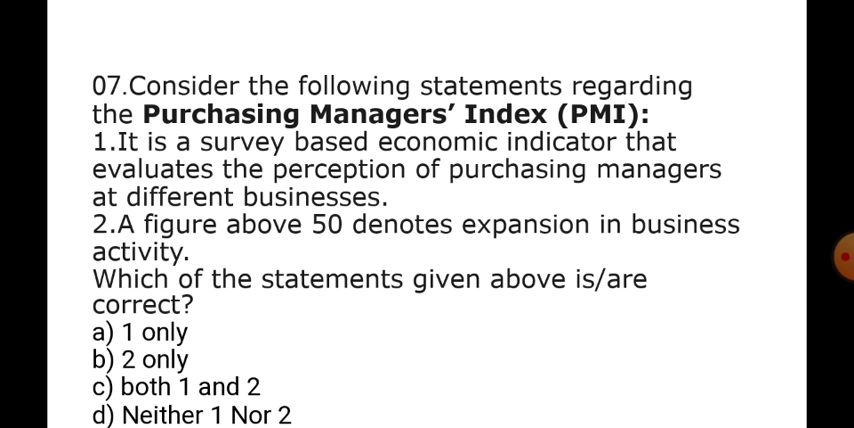 07.Consider the following statements regarding
the Purchasing Managers’ Index (PMI):
1.It is a survey based economic indicator that
evaluates the perception of purchasing managers
at different businesses.
2.A figure above 50 denotes expansion in business
activity.
Which of the statements given above is/are
correct?
a) 1 only
b) 2 only
c) both 1 and 2
d) Neither 1 Nor 2